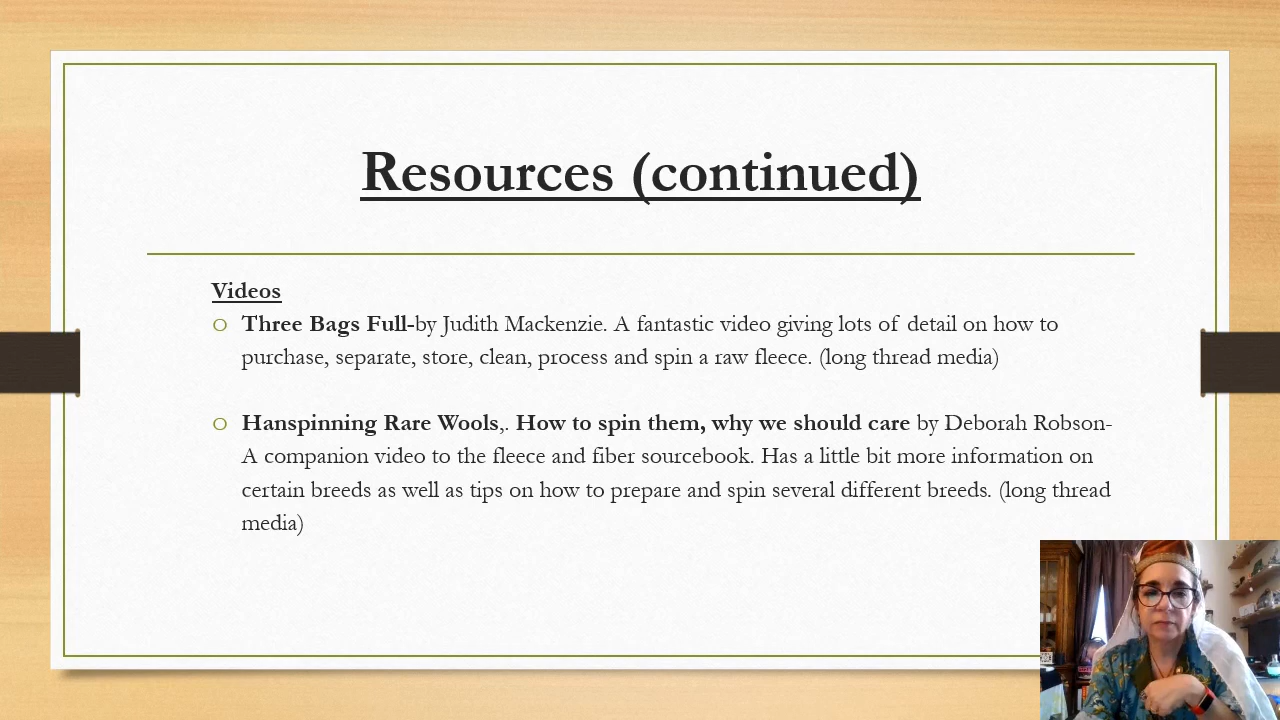 Resources (continued)
Videos
Three Bags Full-by Judith Mackenzie. A fantastic video giving lots of detail on how to
purchase, separate, store, clean, process and spin a raw fleece. (long thread media)
Hanspinning Rare Wools,. How to spin them, why we should care by Deborah Robson-
A companion video to the fleece and fiber sourcebook. Has a little bit more information on
certain breeds as well as tips on how to prepare and spin several different breeds. (long thread
media)